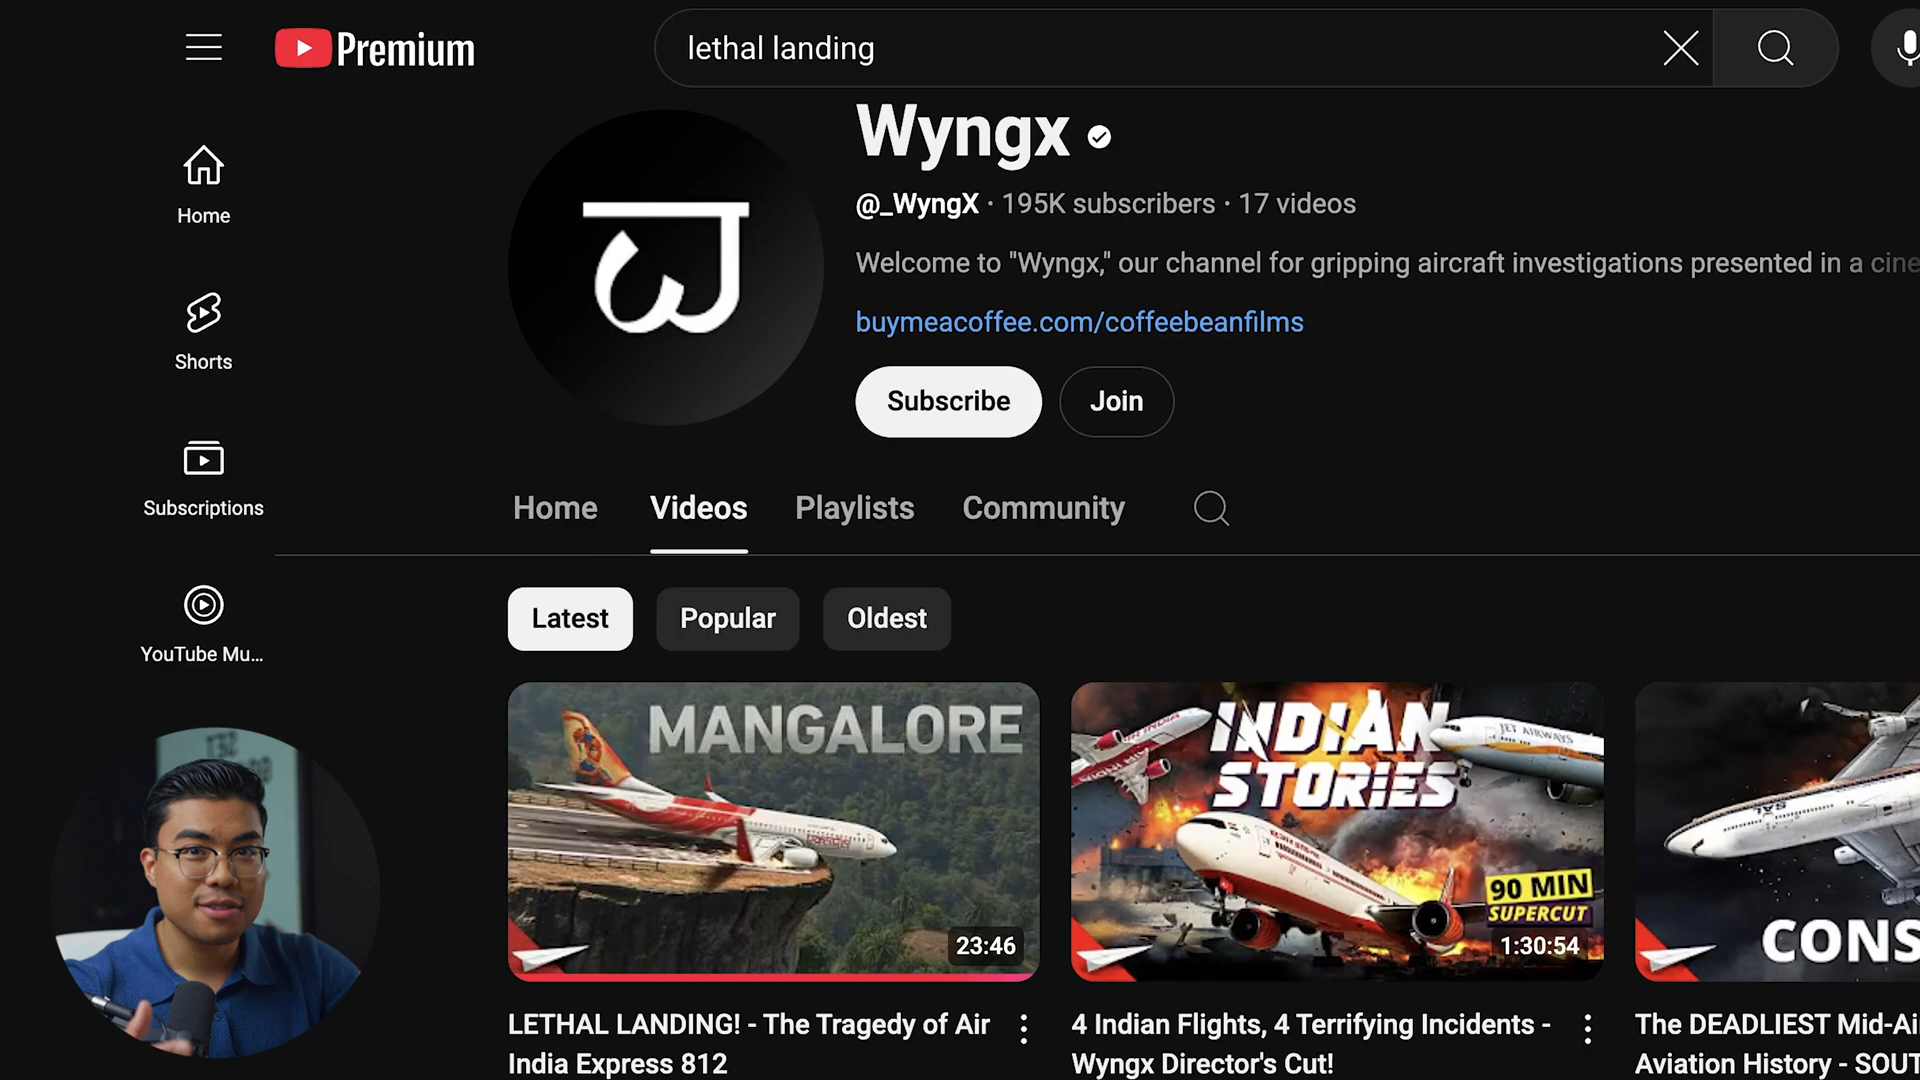 Premium
lethal landing
Wyngx
@_WyngX · 195K subscribers · 17 videos
Welcome to "Wyngx," our channel for gripping aircraft investigations presented in a cine
buymeacoffee.com/coffeebeanfilms
Subscribe
Join
Home
Shorts
Subscriptions
YouTube Mu...
Home
Videos
Playlists
Community
Latest
Popular
Oldest
MANGALORE
23:46
LETHAL LANDING! - The Tragedy of Air
India Express 812
INDIAN
STORIES
JET AIRWAYS
90 MIN
SUPERCUT
1:30:54
4 Indian Flights, 4 Terrifying Incidents -
Wyngx Director's Cut!
CONS
The DEADLIEST Mid-Ai
Aviation History - SOUT